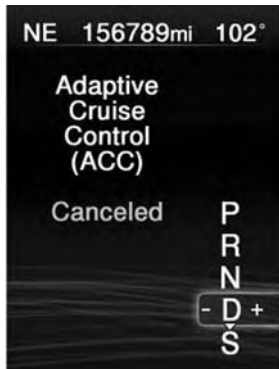 NE 156789mi 102°
Adaptive
Cruise
Control
(ACC)
Canceled
P
R
N
- D +
S